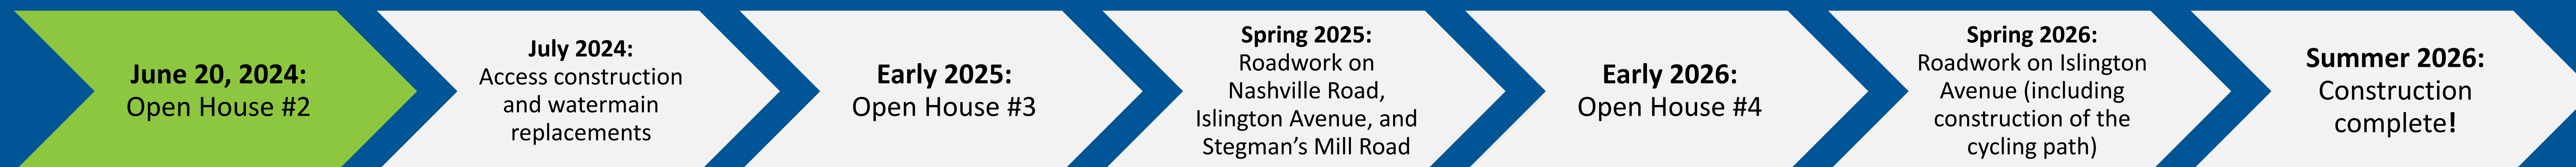 June 20, 2024:
Open House #2
July 2024:
Access construction
and watermain
replacements
Early 2025:
Open House #3
Spring 2025:
Roadwork on
Nashville Road,
Islington Avenue, and
Stegman’s Mill Road
Early 2026:
Open House #4
Spring 2026:
Roadwork on Islington
Avenue (including
construction of the
cycling path)
Summer 2026:
Construction
complete!